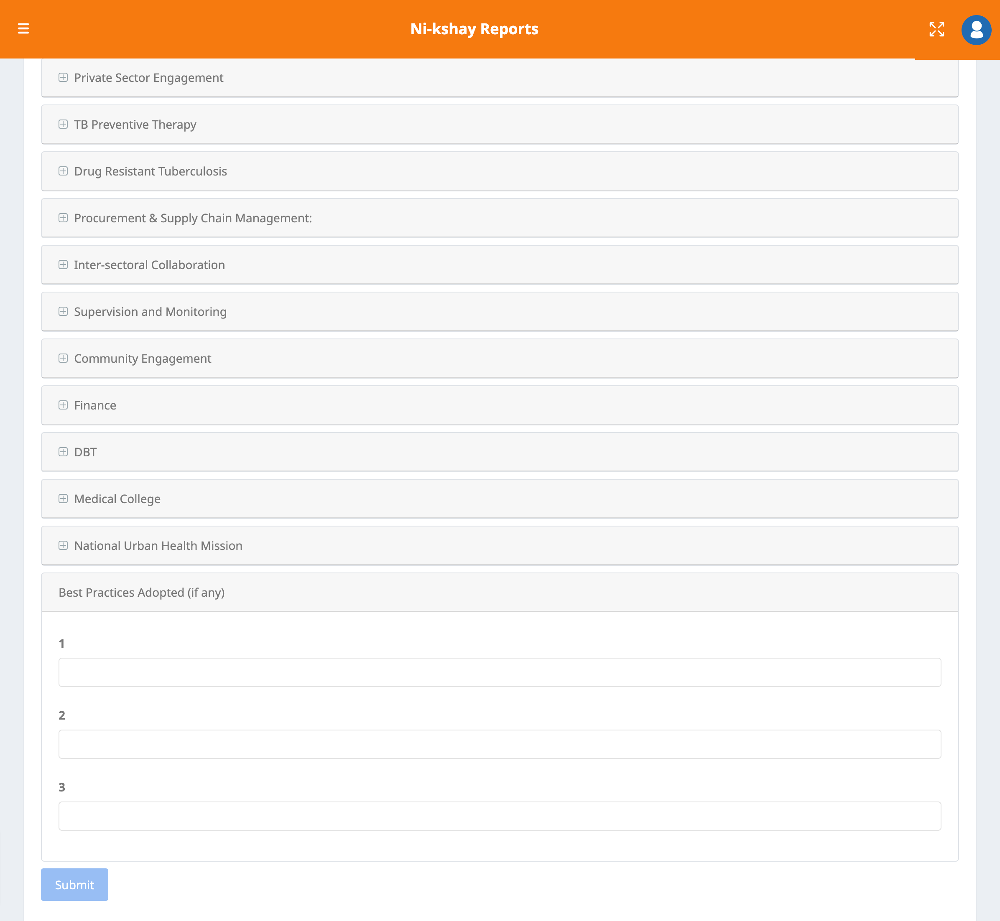 Ni-kshay Reports
Private Sector Engagement
TB Preventive Therapy
Drug Resistant Tuberculosis
Procurement & Supply Chain Management:
Inter-sectoral Collaboration
Supervision and Monitoring
Community Engagement
Finance
DBT
Medical College
National Urban Health Mission
Best Practices Adopted (if any)
1
2
3
Submit